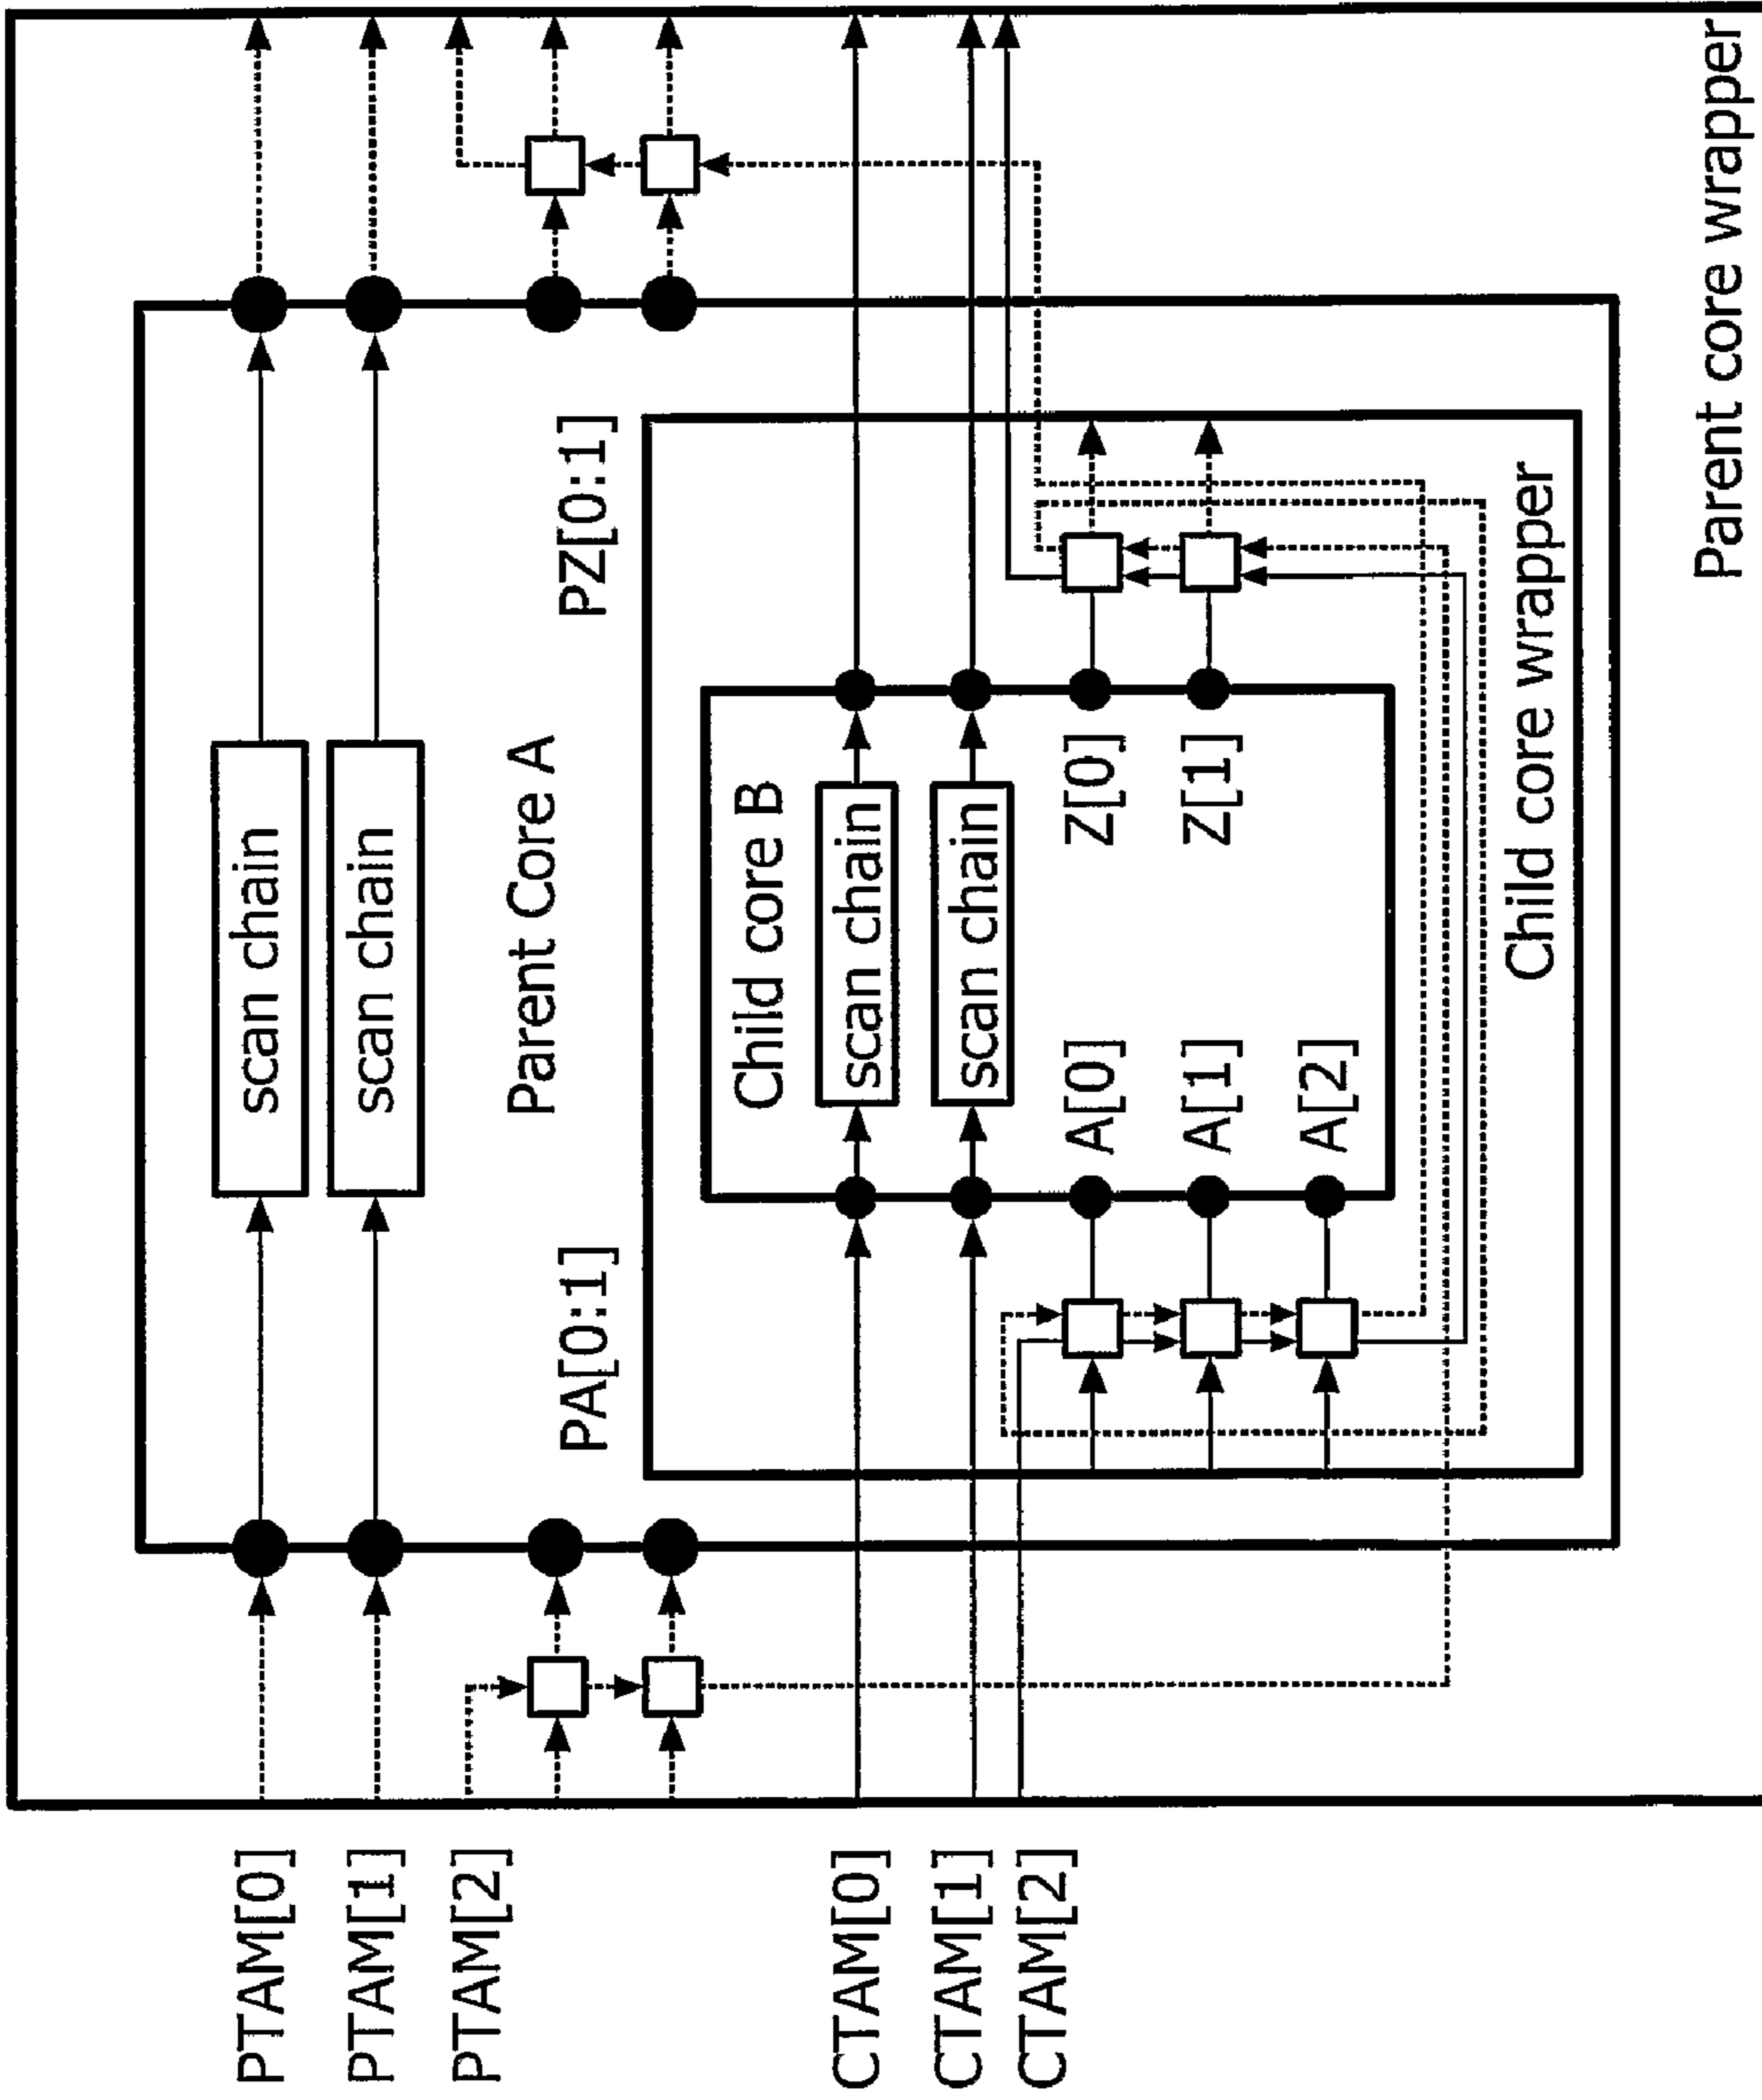 PTAM[0]
PTAM[1]
PTAM[2]
CTAM[0]
CTAM[1]
CTAM[2]
scan chain
scan chain
Parent Core A
PA[0:1]
PZ[0:1]
Child core B
scan chain
scan chain
A[0]
A[1]
A[2]
Z[0]
Z[1]
Child core wrapper
Parent core wrapper